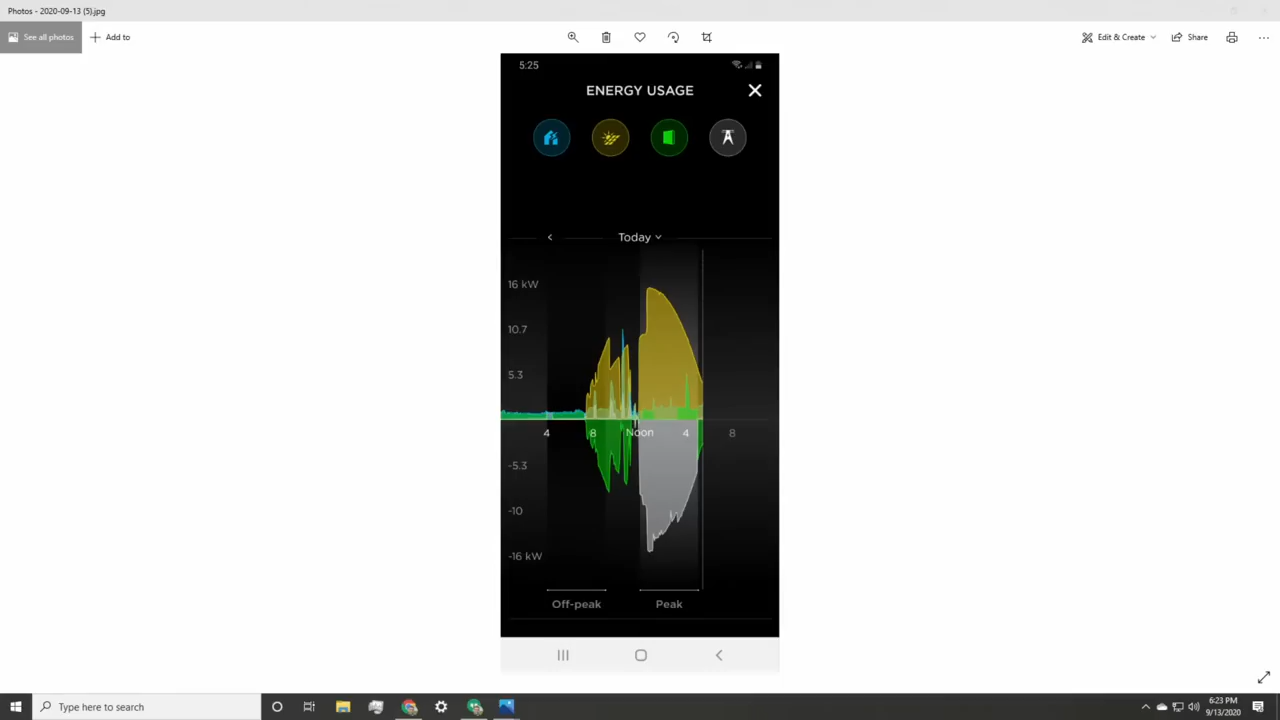 Photos - 2020-09-13 (5).jpg
See all photos
Add to
Edit & Create
Share
5:25
ENERGY USAGE
Today
16 kW
10.7
5.3
4 8 Noon 4 8
-5.3
-10
-16 kW
Off-peak Peak
Type here to search
6:23 PM
9/13/2020